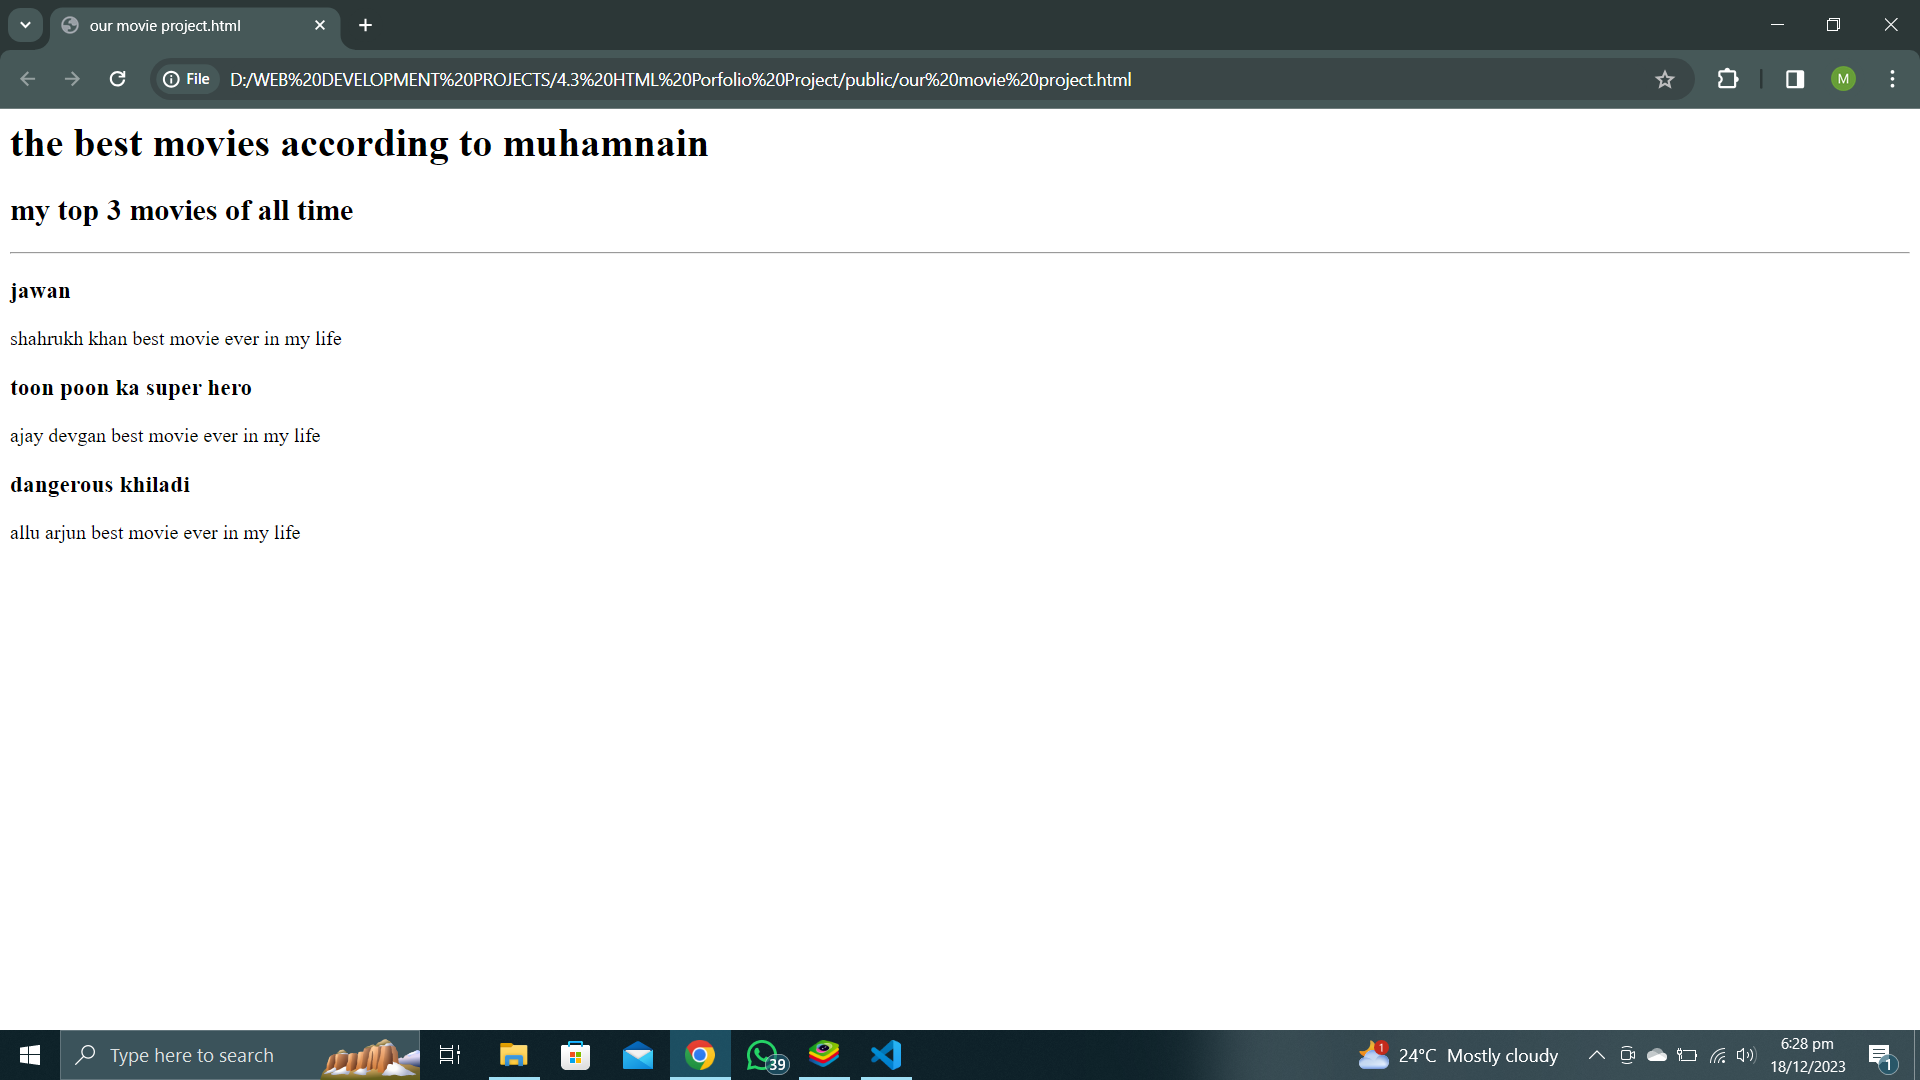 our movie project.html
File D:/WEB%20DEVELOPMENT%20PROJECTS/4.3%20HTML%20Porfolio%20Project/public/our%20movie%20project.html
M
the best movies according to muhamnain
my top 3 movies of all time
jawan
shahrukh khan best movie ever in my life
toon poon ka super hero
ajay devgan best movie ever in my life
dangerous khiladi
allu arjun best movie ever in my life
Type here to search
39
1
24°C Mostly cloudy
6:28 pm
18/12/2023
1